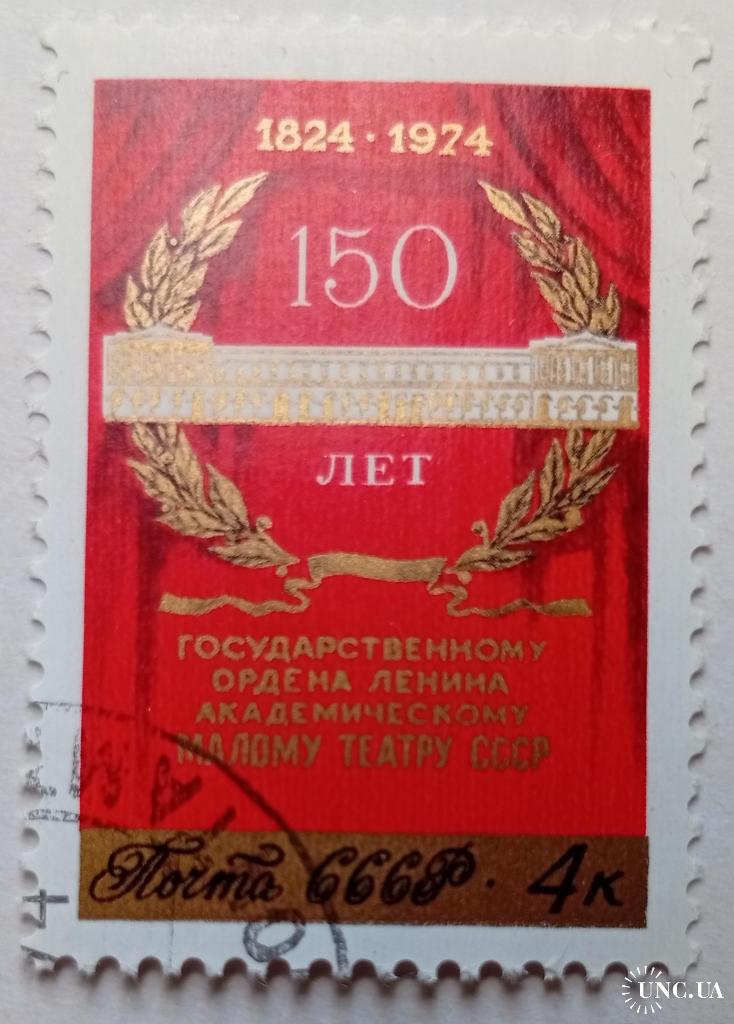 1824 · 1974
150
ЛЕТ
ГОСУДАРСТВЕННОМУ
ОРДЕНА ЛЕНИНА
АКАДЕМИЧЕСКОМУ
МАЛОМУ ТЕАТРУ СССР
Почта СССР · 4к
UNC.UA